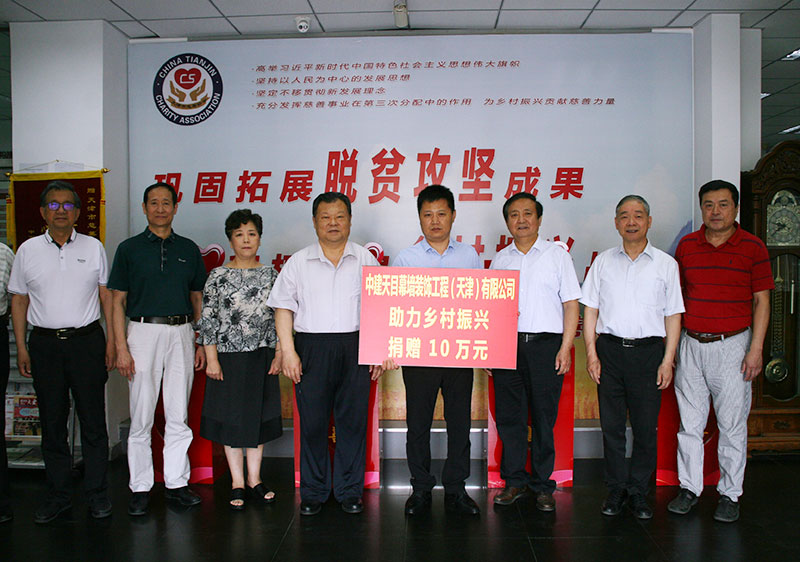 CHINA TIANJIN
CS
CHARITY ASSOCIATION
·高举习近平新时代中国特色社会主义思想伟大旗帜
·坚持以人民为中心的发展思想
·坚定不移贯彻新发展理念
·充分发挥慈善事业在第三次分配中的作用 为乡村振兴贡献慈善力量
巩固拓展脱贫攻坚成果
中建天目幕墙装饰工程(天津)有限公司
助力乡村振兴
捐赠 10 万元